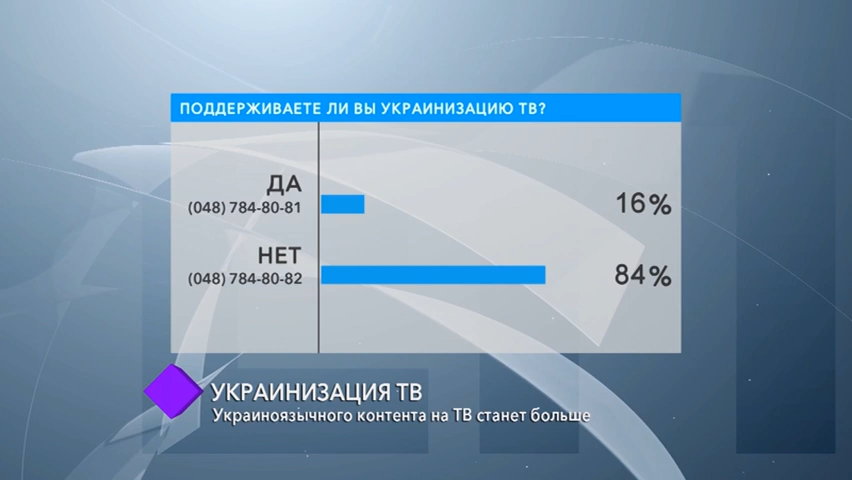 ПОДДЕРЖИВАЕТЕ ЛИ ВЫ УКРАИНИЗАЦИЮ ТВ?
ДА
(048) 784-80-81
16%
НЕТ
(048) 784-80-82
84%
УКРАИНИЗАЦИЯ ТВ
Украиноязычного контента на ТВ станет больше